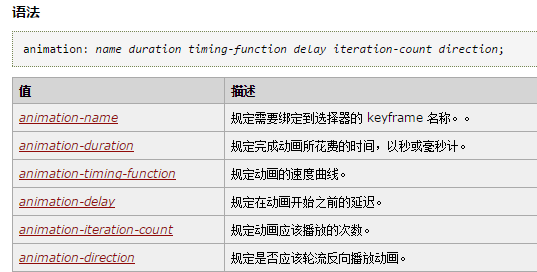 语法
animation: name duration timing-function delay iteration-count direction;
值 描述
animation-name 规定需要绑定到选择器的 keyframe 名称。。
animation-duration 规定完成动画所花费的时间，以秒或毫秒计。
animation-timing-function 规定动画的速度曲线。
animation-delay 规定在动画开始之前的延迟。
animation-iteration-count 规定动画应该播放的次数。
animation-direction 规定是否应该轮流反向播放动画。